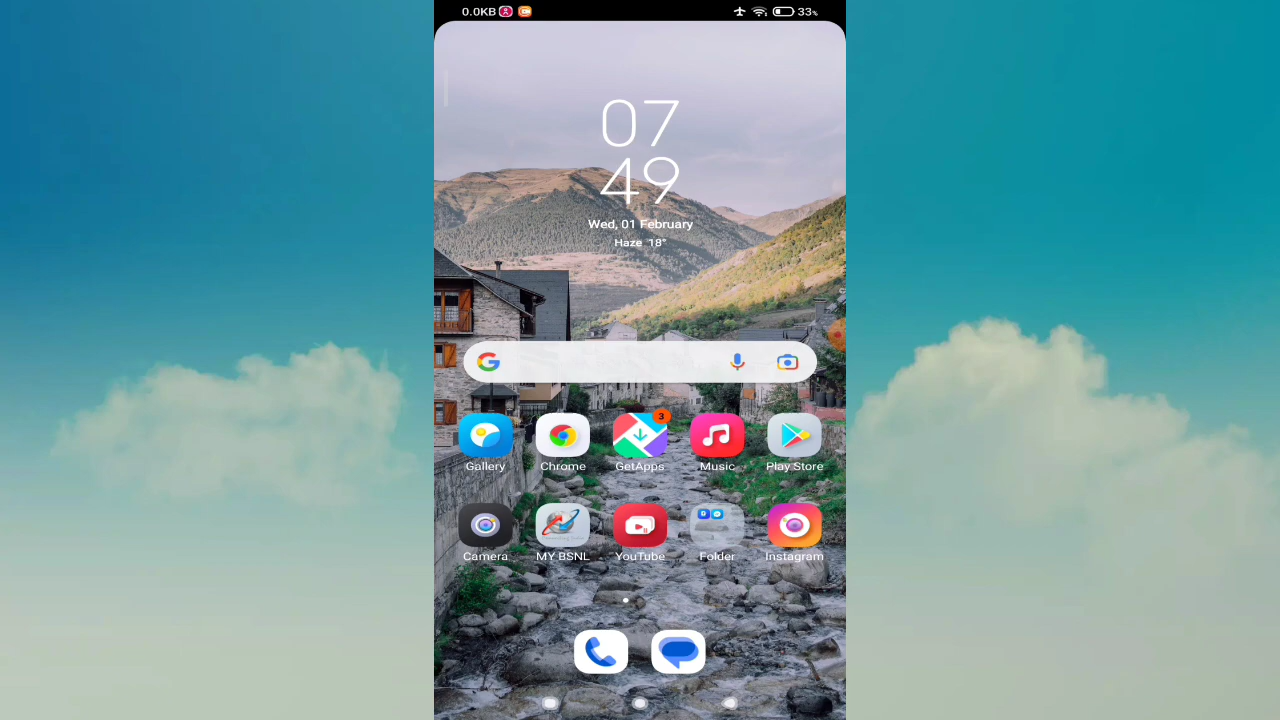 0.0KB 33%
07
49
Wed, 01 February
Haze 18°
3
Gallery Chrome GetApps Music Play Store
Camera MY BSNL YouTube Folder Instagram